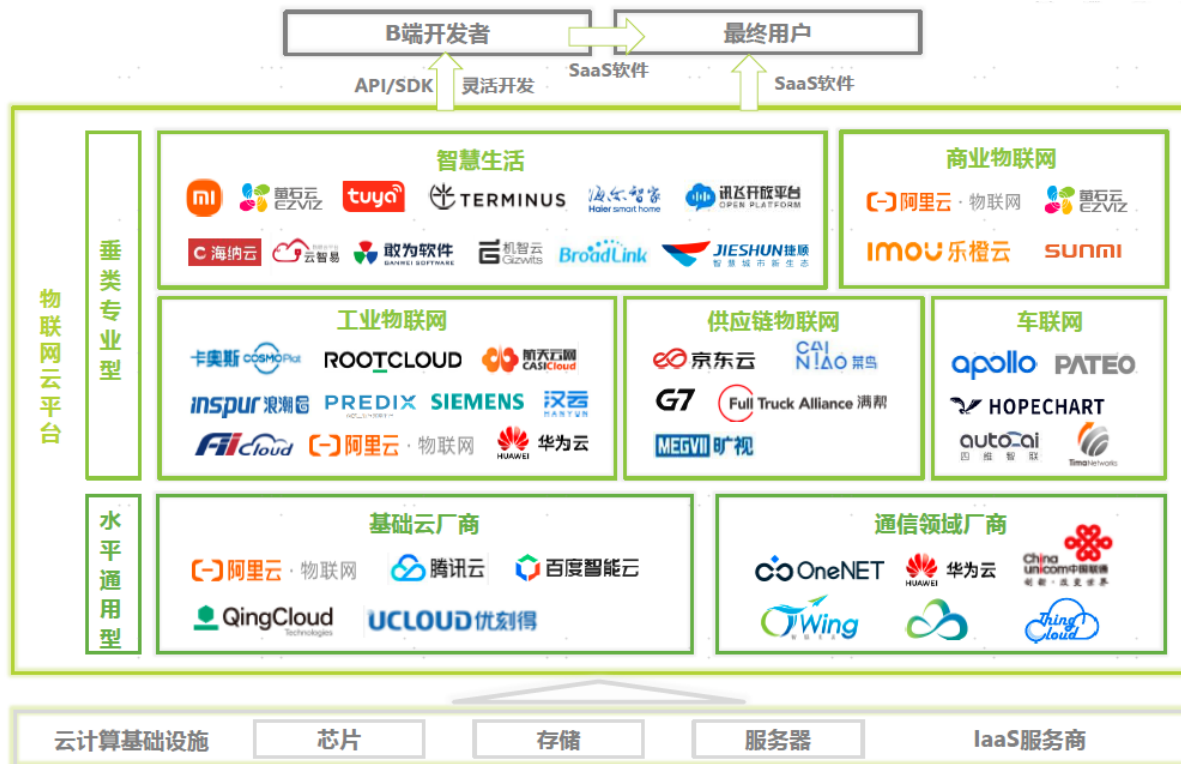 B端开发者
最终用户
SaaS软件
API/SDK 灵活开发
SaaS软件
物联网云平台
垂类专业型
智慧生活
mi 萤石云 EZVIZ tuya TERMINUS 海尔智家 Haier smart home 讯飞开放平台 OPEN PLATFORM
C 海纳云 云智易 敢为软件 GANWEI SOFTWARE 机智云 Gizwits BroadLink JIESHUN捷顺 智慧城市新生态
商业物联网
阿里云·物联网 萤石云 EZVIZ
imou 乐橙云 sunmi
工业物联网
卡奥斯 COSMOPlat ROOTCLOUD 航天云网 CASICloud
inspur 浪潮 PREDIX SIEMENS 汉云 HANYUN
AiiCloud 阿里云·物联网 HUAWEI 华为云
供应链物联网
京东云 CAI NIAO 菜鸟
G7 Full Truck Alliance 满帮
MEGVII 旷视
车联网
apollo PATEO
HOPECHART
autoai 四维智联 Tima Networks
水平通用型
基础云厂商
阿里云·物联网 腾讯云 百度智能云
QingCloud Technologies UCLOUD优刻得
通信领域厂商
OneNET HUAWEI 华为云 China unicom中国联通 创新·改变世界
Wing Thing Cloud
云计算基础设施 芯片 存储 服务器 IaaS服务商